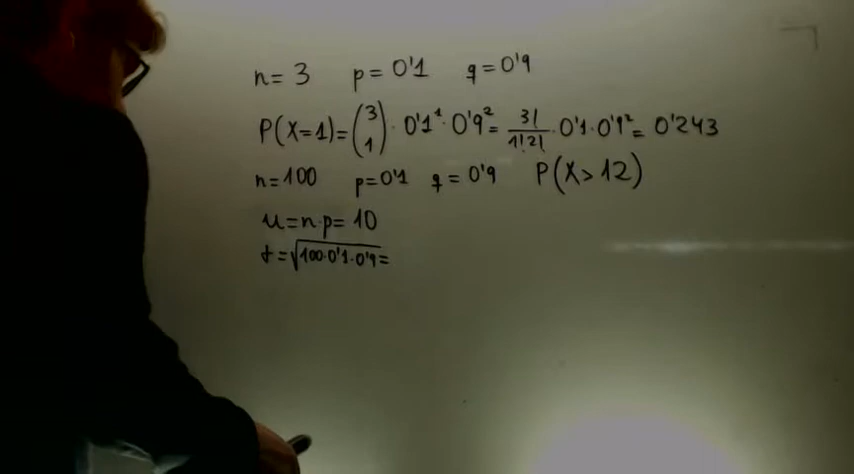 n = 3 p = 0'1 q = 0'9
P(X=1) = (3 1) · 0'1¹ · 0'9² = 3!/1!2! · 0'1 · 0'9² = 0'243
n = 100 p = 0'1 q = 0'9 P(X > 12)
μ = n · p = 10
σ = √100·0'1·0'9 =